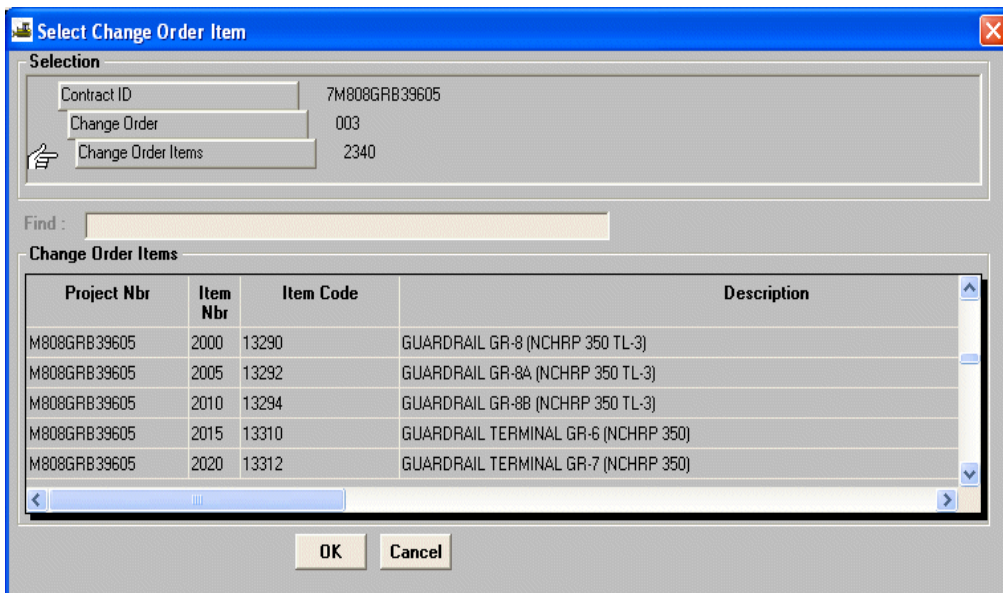 Select Change Order Item
Selection
Contract ID 7M808GRB39605
Change Order 003
Change Order Items 2340
Find :
Change Order Items
Project Nbr Item Nbr Item Code Description
M808GRB39605 2000 13290 GUARDRAIL GR-8 (NCHRP 350 TL-3)
M808GRB39605 2005 13292 GUARDRAIL GR-8A (NCHRP 350 TL-3)
M808GRB39605 2010 13294 GUARDRAIL GR-8B (NCHRP 350 TL-3)
M808GRB39605 2015 13310 GUARDRAIL TERMINAL GR-6 (NCHRP 350)
M808GRB39605 2020 13312 GUARDRAIL TERMINAL GR-7 (NCHRP 350)
OK Cancel